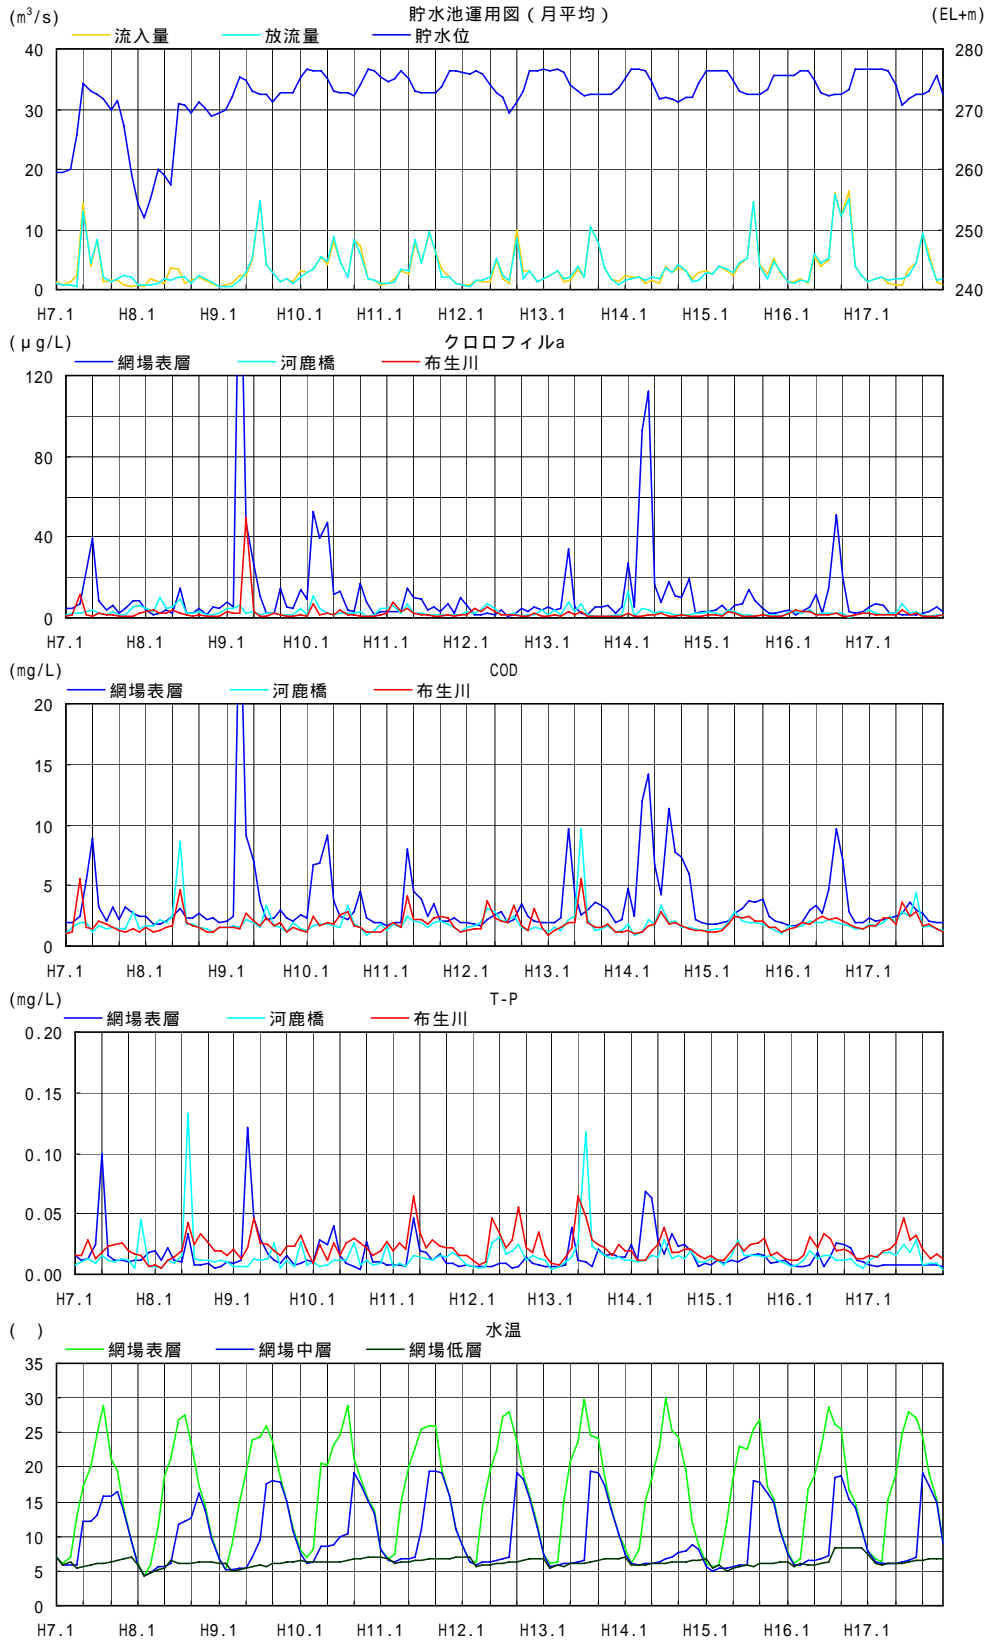 (m³/s) 貯水池運用図(月平均) (EL+m)
流入量 放流量 貯水位
40 280
30 270
20 260
10 250
0 240
H7.1 H8.1 H9.1 H10.1 H11.1 H12.1 H13.1 H14.1 H15.1 H16.1 H17.1
(μg/L) クロロフィルa
網場表層 河鹿橋 布生川
120
80
40
0
H7.1 H8.1 H9.1 H10.1 H11.1 H12.1 H13.1 H14.1 H15.1 H16.1 H17.1
(mg/L) COD
網場表層 河鹿橋 布生川
20
15
10
5
0
H7.1 H8.1 H9.1 H10.1 H11.1 H12.1 H13.1 H14.1 H15.1 H16.1 H17.1
(mg/L) T-P
網場表層 河鹿橋 布生川
0.20
0.15
0.10
0.05
0.00
H7.1 H8.1 H9.1 H10.1 H11.1 H12.1 H13.1 H14.1 H15.1 H16.1 H17.1
( ) 水温
網場表層 網場中層 網場低層
35
30
25
20
15
10
5
0
H7.1 H8.1 H9.1 H10.1 H11.1 H12.1 H13.1 H14.1 H15.1 H16.1 H17.1